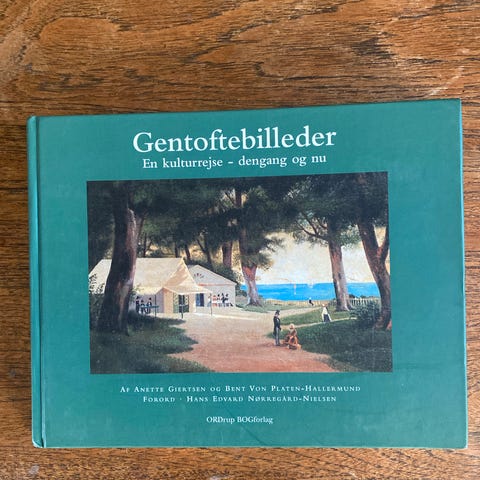 Gentoftebilleder
En kulturrejse – dengang og nu
Af Anette Giertsen og Bent Von Platen-Hallermund
Forord · Hans Edvard Nørregård-Nielsen
ORDrup BOGforlag